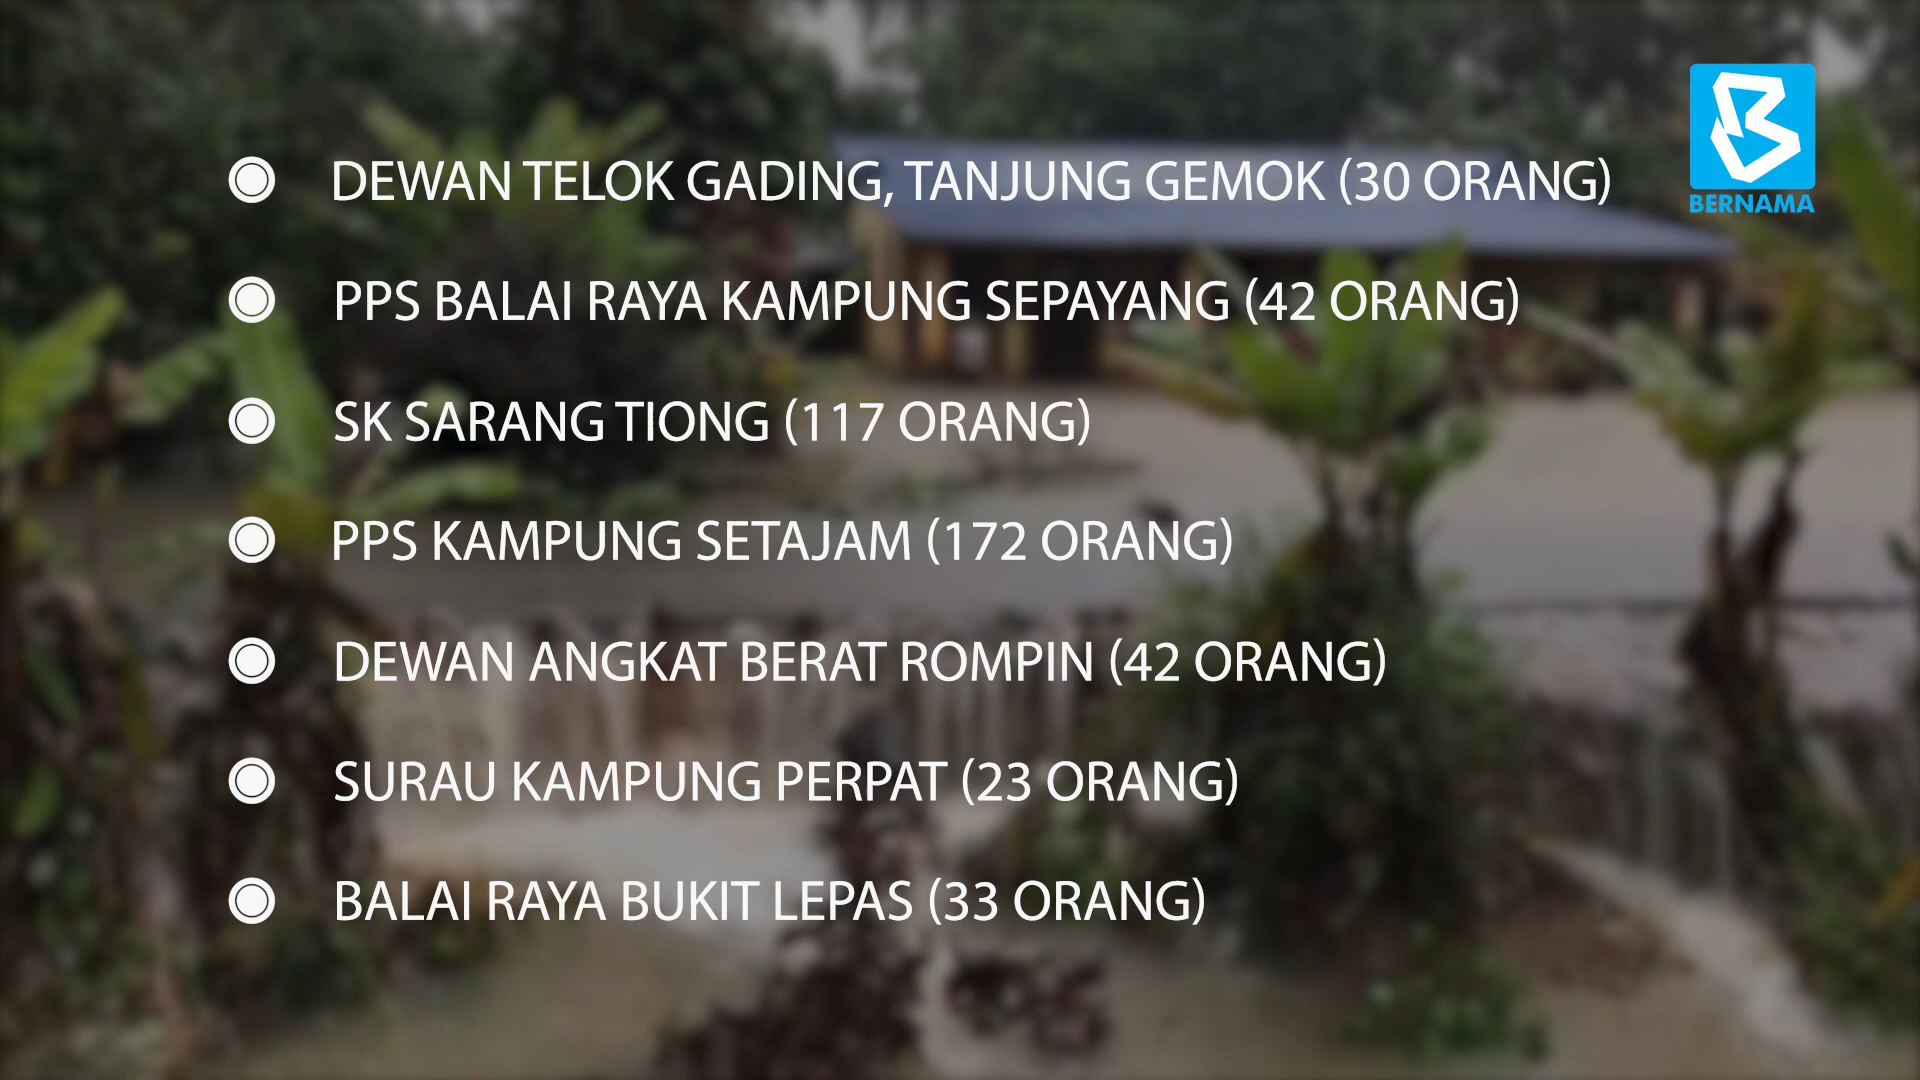 DEWAN TELOK GADING, TANJUNG GEMOK (30 ORANG)
BERNAMA
PPS BALAI RAYA KAMPUNG SEPAYANG (42 ORANG)
SK SARANG TIONG (117 ORANG)
PPS KAMPUNG SETAJAM (172 ORANG)
DEWAN ANGKAT BERAT ROMPIN (42 ORANG)
SURAU KAMPUNG PERPAT (23 ORANG)
BALAI RAYA BUKIT LEPAS (33 ORANG)